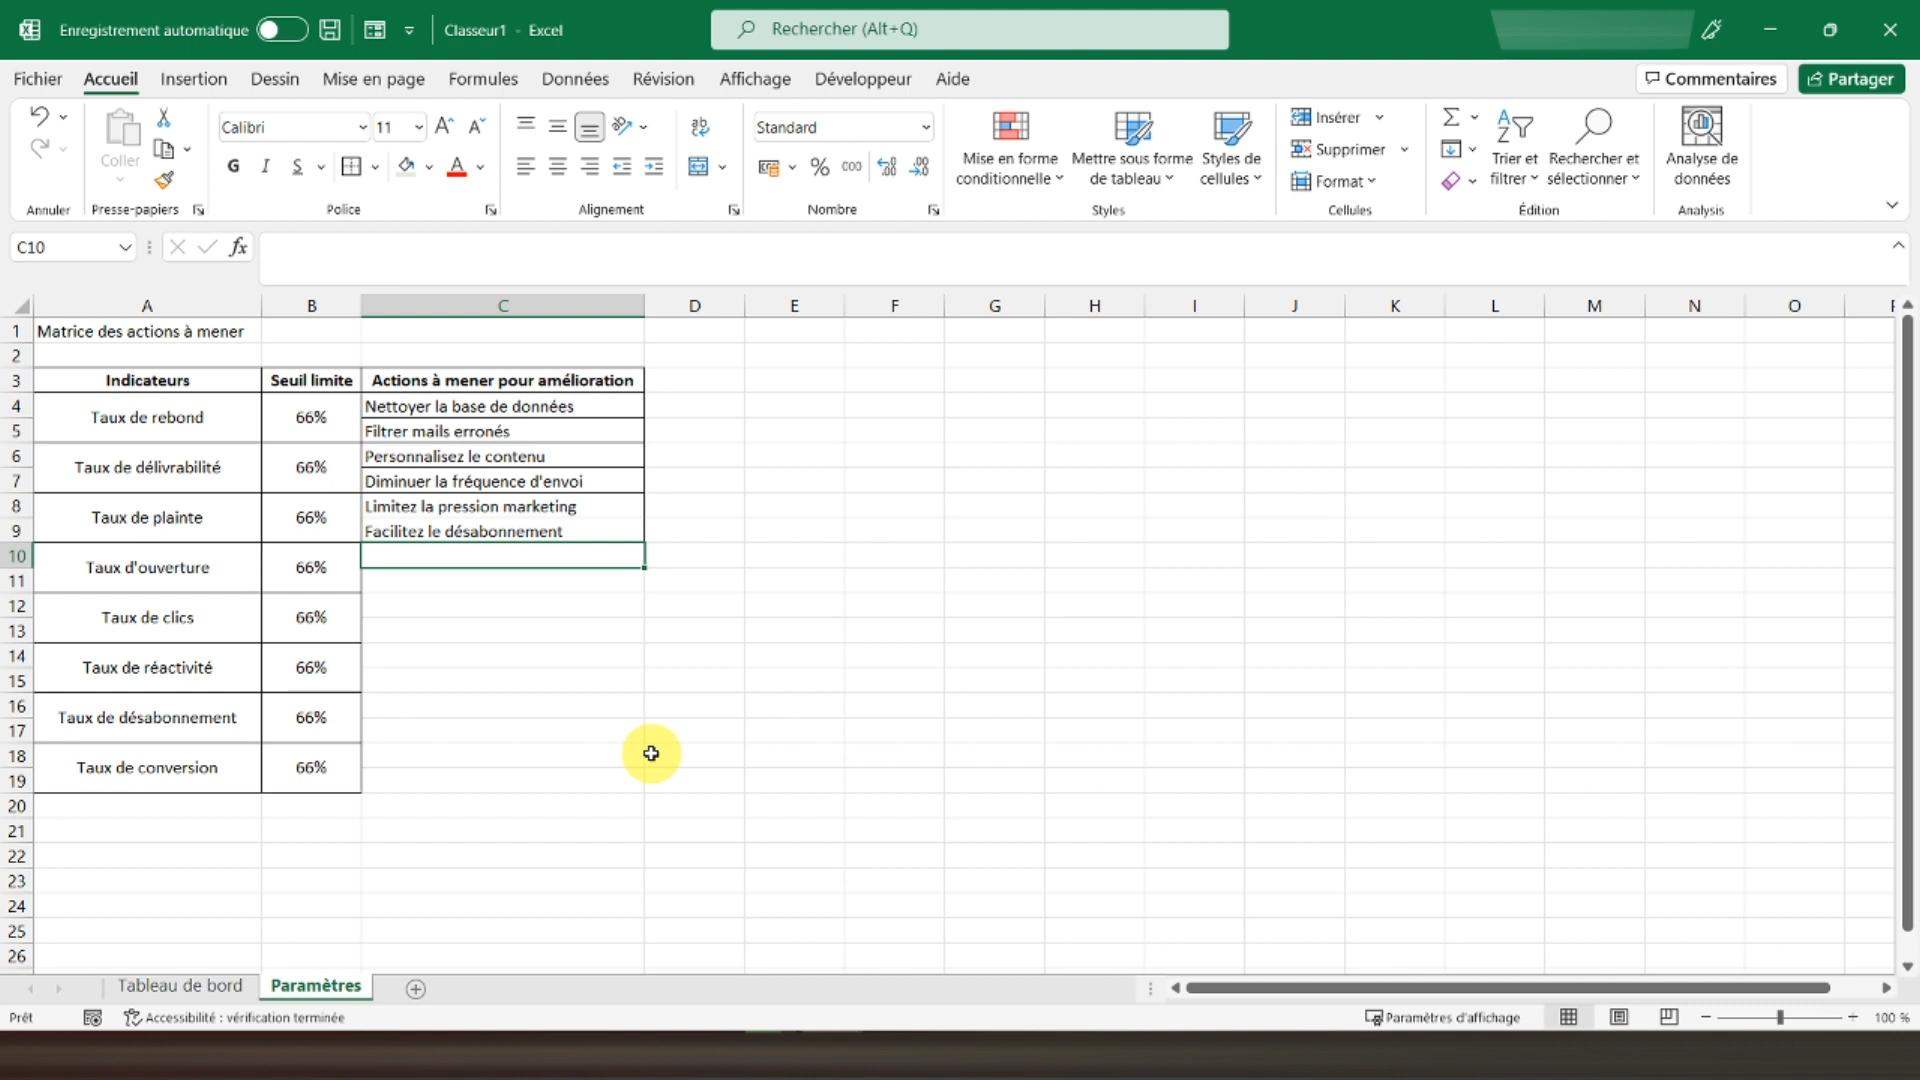 Enregistrement automatique
Classeur1 - Excel
Rechercher (Alt+Q)
Fichier Accueil Insertion Dessin Mise en page Formules Données Révision Affichage Développeur Aide
Commentaires
Partager
Coller
Calibri 11
G I S
Standard
% 000
Mise en forme conditionnelle
Mettre sous forme de tableau
Styles de cellules
Insérer
Supprimer
Format
Trier et filtrer
Rechercher et sélectionner
Analyse de données
Annuler Presse-papiers Police Alignement Nombre Styles Cellules Édition Analysis
C10
fx
A B C D E F G H I J K L M N O
1 Matrice des actions à mener
2
3 Indicateurs Seuil limite Actions à mener pour amélioration
4 Taux de rebond 66% Nettoyer la base de données
5 Filtrer mails erronés
6 Taux de délivrabilité 66% Personnalisez le contenu
7 Diminuer la fréquence d'envoi
8 Taux de plainte 66% Limitez la pression marketing
9 Facilitez le désabonnement
10 Taux d'ouverture 66%
11
12 Taux de clics 66%
13
14 Taux de réactivité 66%
15
16 Taux de désabonnement 66%
17
18 Taux de conversion 66%
19
20
21
22
23
24
25
26
Tableau de bord Paramètres
Prêt
Accessibilité : vérification terminée
Paramètres d'affichage
100 %